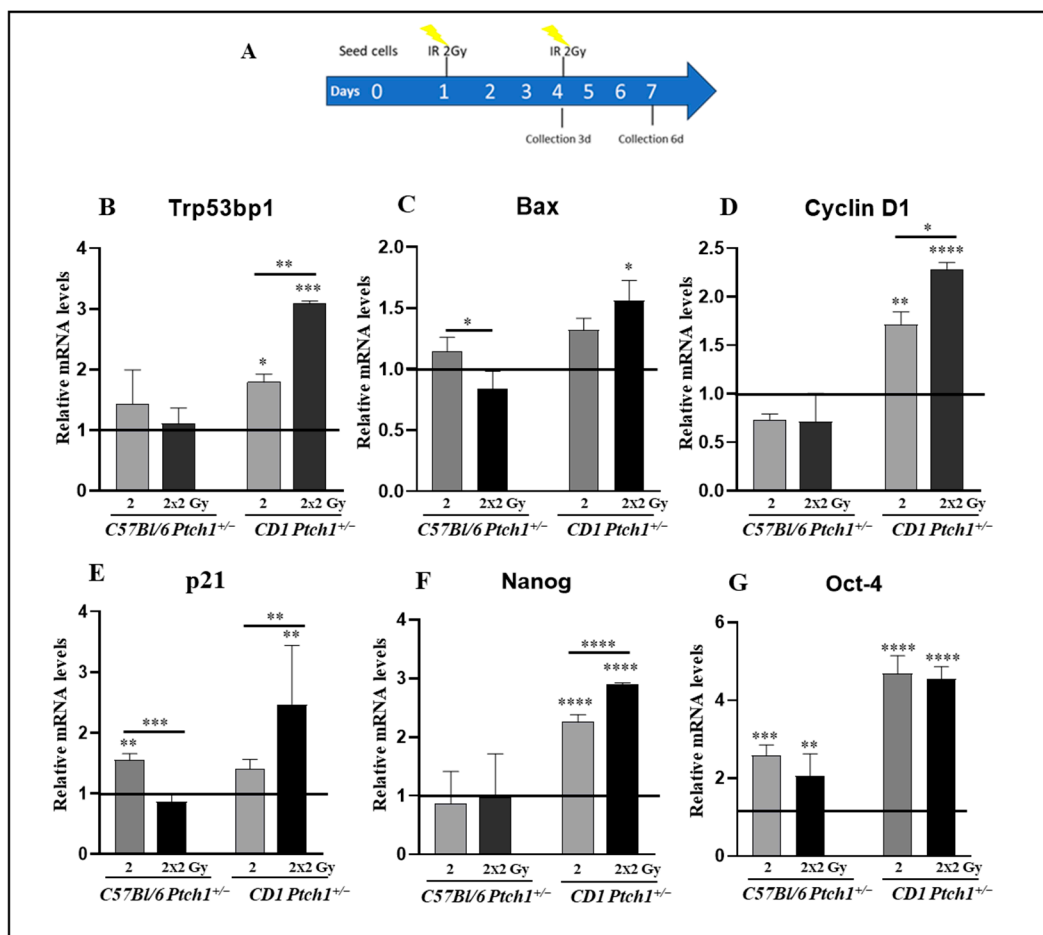 A
Seed cells IR 2Gy IR 2Gy
Days 0 1 2 3 4 5 6 7
Collection 3d Collection 6d
B Trp53bp1
Relative mRNA levels
4
3
2
1
0
**
***
*
2 2x2 Gy 2 2x2 Gy
C57Bl/6 Ptch1+/− CD1 Ptch1+/−
C Bax
Relative mRNA levels
2.0
1.5
1.0
0.5
0.0
*
*
2 2x2 Gy 2 2x2 Gy
C57Bl/6 Ptch1+/− CD1 Ptch1+/−
D Cyclin D1
Relative mRNA levels
2.5
2.0
1.5
1.0
0.5
0.0
*
****
**
2 2x2 Gy 2 2x2 Gy
C57Bl/6 Ptch1+/− CD1 Ptch1+/−
E p21
Relative mRNA levels
4
3
2
1
0
***
**
**
**
2 2x2 Gy 2 2x2 Gy
C57Bl/6 Ptch1+/− CD1 Ptch1+/−
F Nanog
Relative mRNA levels
4
3
2
1
0
****
****
****
2 2x2 Gy 2 2x2 Gy
C57Bl/6 Ptch1+/− CD1 Ptch1+/−
G Oct-4
Relative mRNA levels
6
4
2
0
*** ** **** ****
2 2x2 Gy 2 2x2 Gy
C57Bl/6 Ptch1+/− CD1 Ptch1+/−